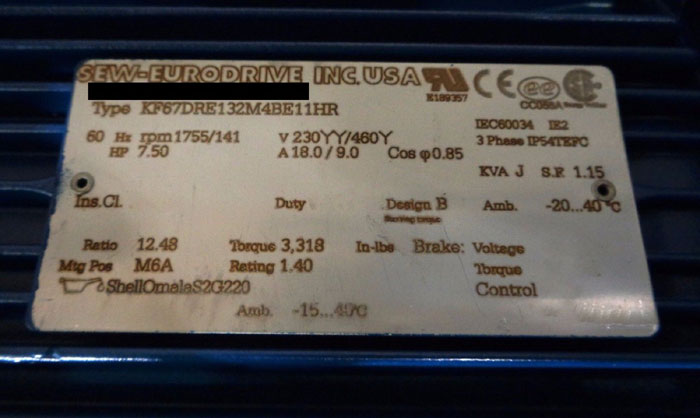 SEW-EURODRIVE INC. USA
E189357
CC056A
Type KF67DRE132M4BE11HR
60 Hz rpm 1755/141 V 230YY/460Y
IEC60034 IE2
HP 7.50 A 18.0/9.0 Cos φ 0.85
3 Phase IP54TEFC
KVA J S.F. 1.15
Ins.Cl. Duty Design B Amb. -20...40 °C
Ratio 12.48 Torque 3,318 In-lbs Brake: Voltage
Mtg Pos M6A Rating 1.40 Torque
ShellOmalaS2G220 Control
Amb. -15...40°C